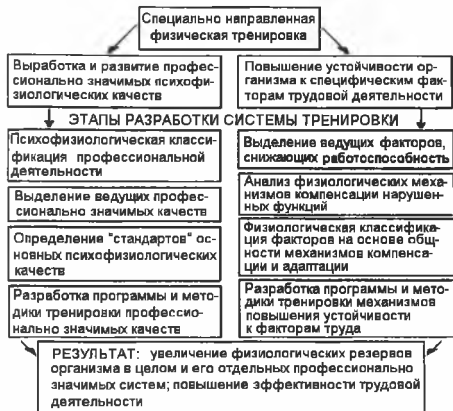 Специально направленная
физическая тренировка
Выработка и развитие профес-
сионально значимых психофи-
зиологических качеств
Повышение устойчивости ор-
ганизма к специфическим фак-
торам трудовой деятельности
ЭТАПЫ РАЗРАБОТКИ СИСТЕМЫ ТРЕНИРОВКИ
Психофизиологическая класси-
фикация профессиональной
деятельности
Выделение ведущих профес-
сионально значимых качеств
Определение "стандартов" ос-
новных психофизиологических
качеств
Разработка программы и мето-
дики тренировки профессио-
нально значимых качеств
Выделение ведущих факторов,
снижающих работоспособность
Анализ физиологических меха-
низмов компенсации нарушен-
ных функций
Физиологическая классифика-
ция факторов на основе общ-
ности механизмов компенса-
ции и адаптации
Разработка программы и мето-
дики тренировки механизмов
повышения устойчивости
к факторам труда
РЕЗУЛЬТАТ: увеличение физиологических резервов
организма в целом и его отдельных профессионально
значимых систем; повышение эффективности трудовой
деятельности